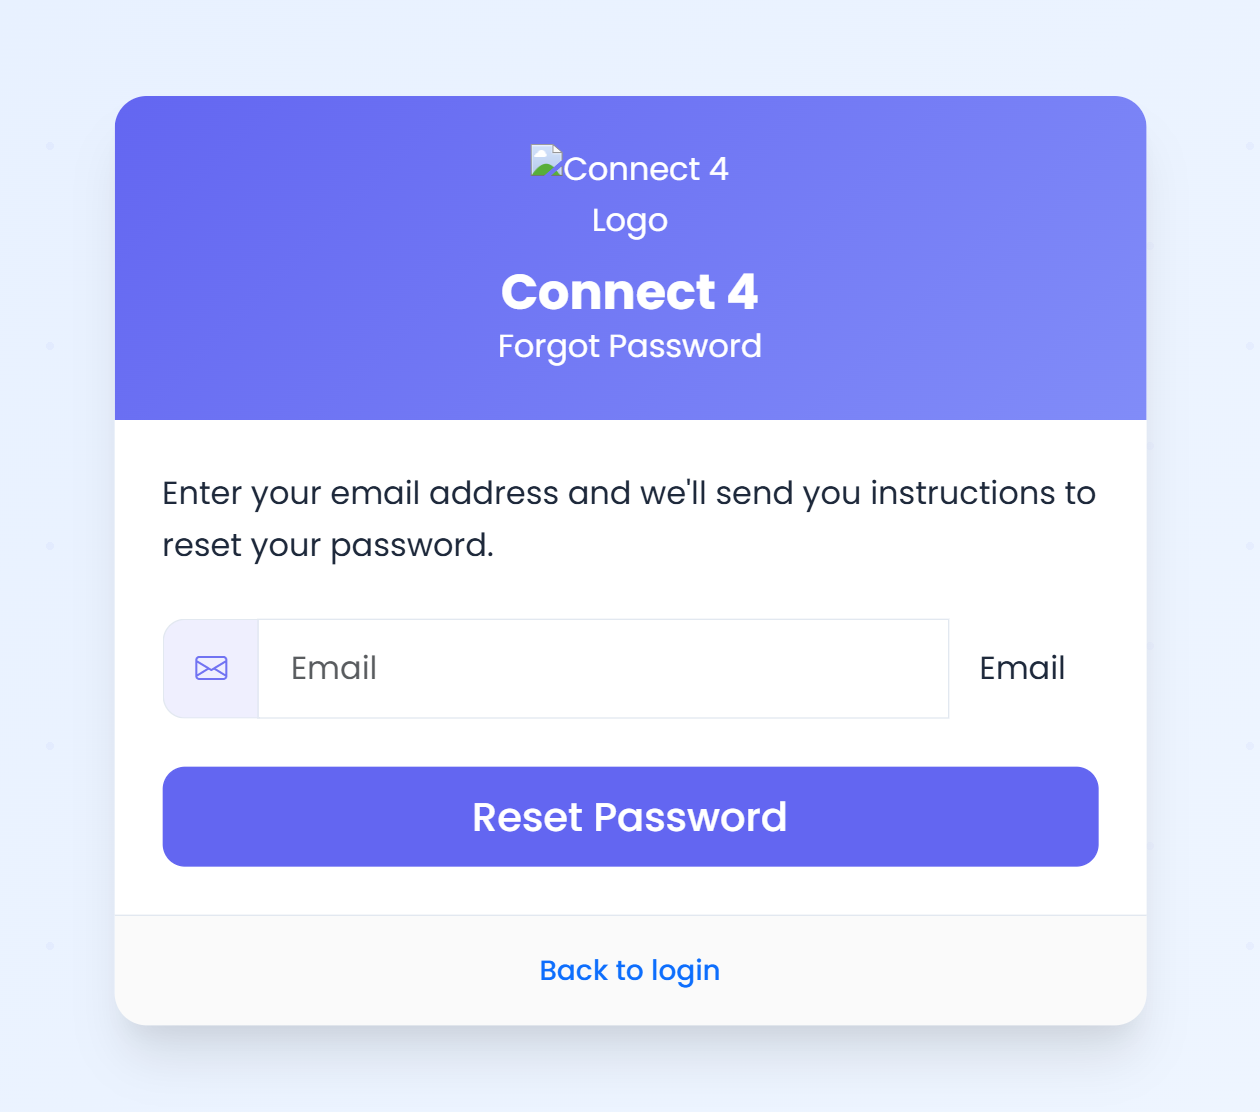 Connect 4
Logo
Connect 4
Forgot Password
Enter your email address and we'll send you instructions to
reset your password.
Email
Email
Reset Password
Back to login